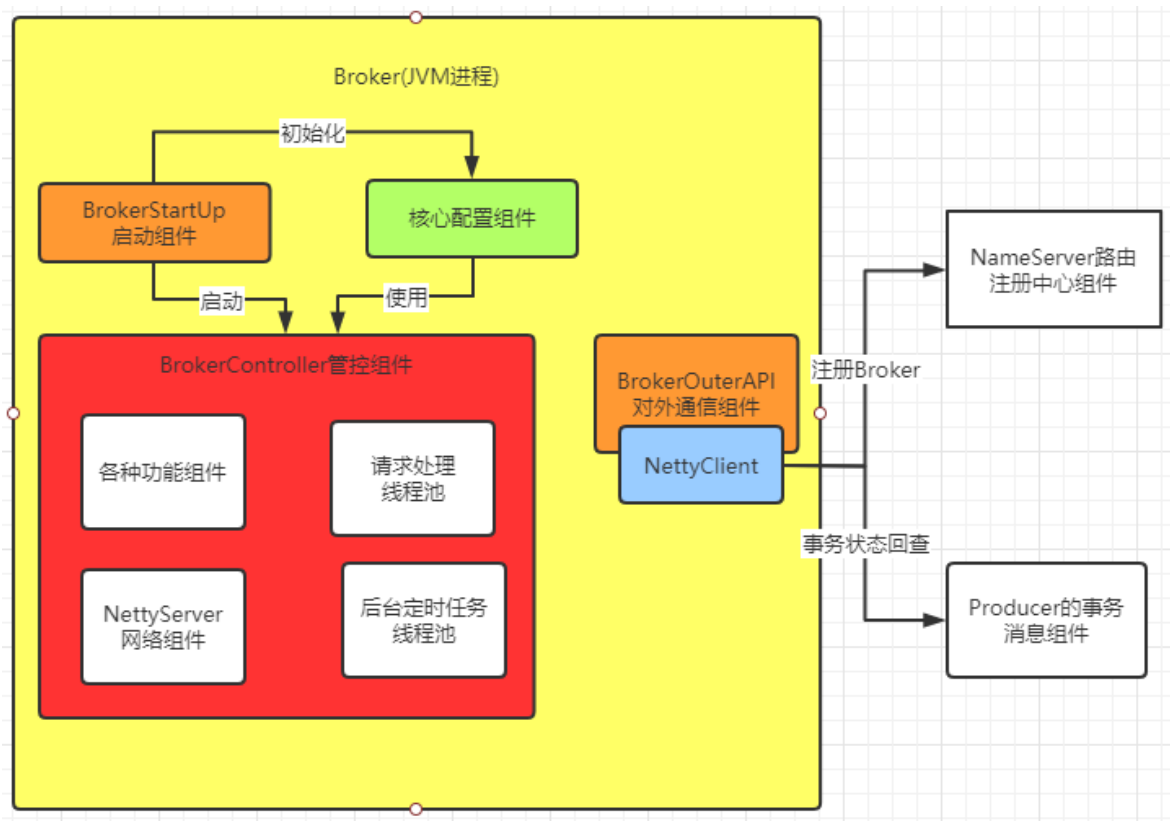 Broker(JVM进程)
初始化
BrokerStartUp
启动组件
核心配置组件
启动
使用
BrokerController管控组件
各种功能组件
请求处理
线程池
NettyServer
网络组件
后台定时任务
线程池
BrokerOuterAPI
对外通信组件
NettyClient
注册Broker
事务状态回查
NameServer路由
注册中心组件
Producer的事务
消息组件